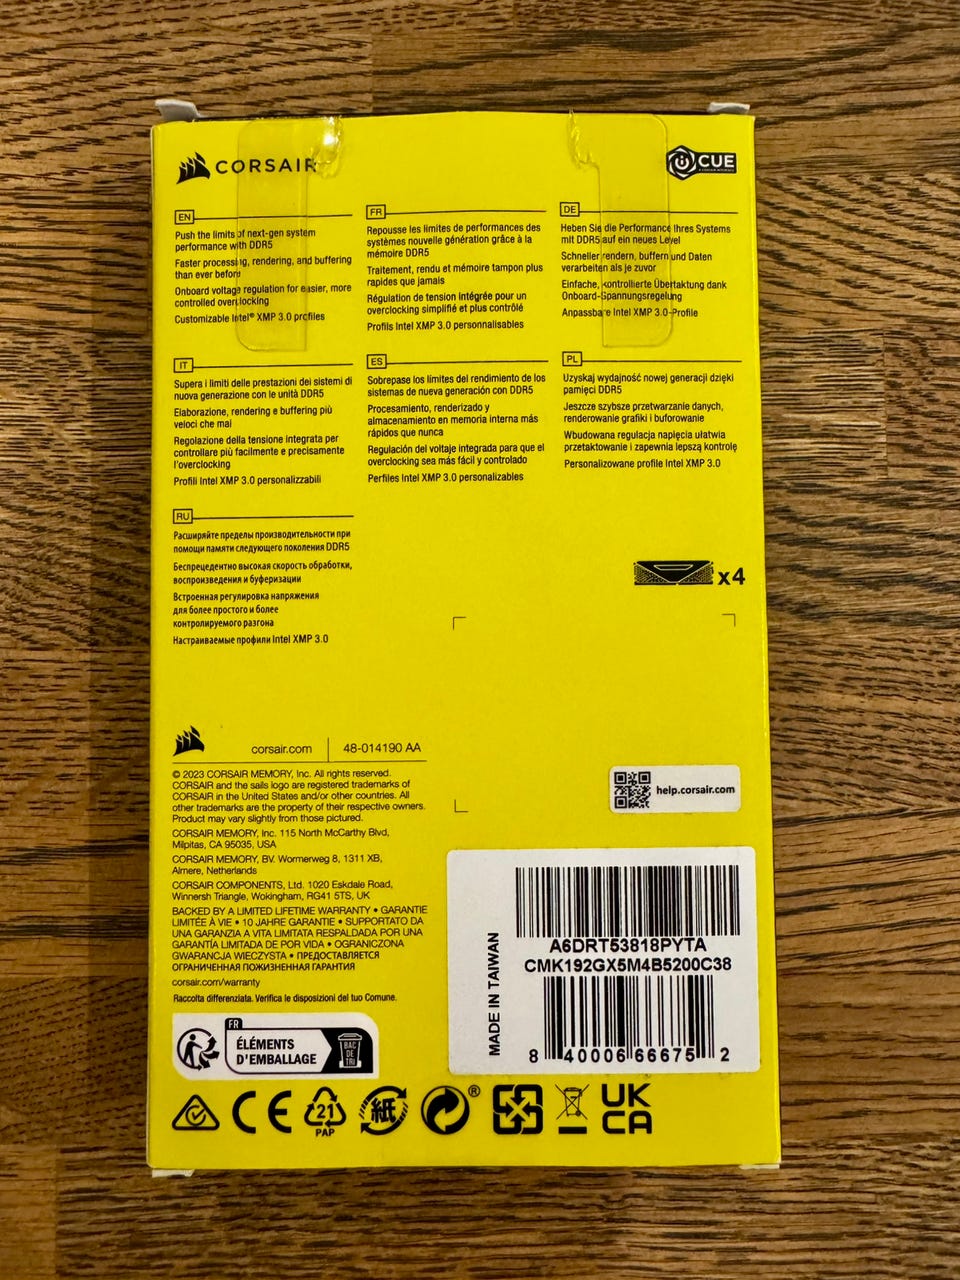 CORSAIR
iCUE
EN
Push the limits of next-gen system
performance with DDR5
Faster processing, rendering, and buffering
than ever before
Onboard voltage regulation for easier, more
controlled overclocking
Customizable Intel® XMP 3.0 profiles
FR
Repousse les limites de performances des
systèmes nouvelle génération grâce à la
mémoire DDR5
Traitement, rendu et mémoire tampon plus
rapides que jamais
Régulation de tension intégrée pour un
overclocking simplifié et plus contrôlé
Profils Intel XMP 3.0 personnalisables
DE
Heben Sie die Performance Ihres Systems
mit DDR5 auf ein neues Level
Schneller rendern, buffern und Daten
verarbeiten als je zuvor
Einfache, kontrollierte Übertaktung dank
Onboard-Spannungsregelung
Anpassbare Intel XMP 3.0-Profile
IT
Supera i limiti delle prestazioni dei sistemi di
nuova generazione con le unità DDR5
Elaborazione, rendering e buffering più
veloci che mai
Regolazione della tensione integrata per
controllare più facilmente e precisamente
l'overclocking
Profili Intel XMP 3.0 personalizzabili
ES
Sobrepase los límites del rendimiento de los
sistemas de nueva generación con DDR5
Procesamiento, renderizado y
almacenamiento en memoria interna más
rápidos que nunca
Regulación del voltaje integrada para que el
overclocking sea más fácil y controlado
Perfiles Intel XMP 3.0 personalizables
PL
Uzyskaj wydajność nowej generacji dzięki
pamięci DDR5
Jeszcze szybsze przetwarzanie danych,
renderowanie grafiki i buforowanie
Wbudowana regulacja napięcia ułatwia
przetaktowanie i zapewnia lepszą kontrolę
Personalizowane profile Intel XMP 3.0
RU
Расширяйте пределы производительности при
помощи памяти следующего поколения DDR5
Беспрецедентно высокая скорость обработки,
воспроизведения и буферизации
Встроенная регулировка напряжения
для более простого и более
контролируемого разгона
Настраиваемые профили Intel XMP 3.0
x4
corsair.com
48-014190 AA
© 2023 CORSAIR MEMORY, Inc. All rights reserved.
CORSAIR and the sails logo are registered trademarks of
CORSAIR in the United States and/or other countries. All
other trademarks are the property of their respective owners.
Product may vary slightly from those pictured.
CORSAIR MEMORY, Inc. 115 North McCarthy Blvd,
Milpitas, CA 95035, USA
CORSAIR MEMORY, BV. Wormerweg 8, 1311 XB,
Almere, Netherlands
CORSAIR COMPONENTS, Ltd. 1020 Eskdale Road,
Winnersh Triangle, Wokingham, RG41 5TS, UK
BACKED BY A LIMITED LIFETIME WARRANTY • GARANTIE
LIMITÉE À VIE • 10 JAHRE GARANTIE • SUPPORTATO DA
UNA GARANZIA A VITA LIMITATA RESPALDADA POR UNA
GARANTÍA LIMITADA DE POR VIDA • OGRANICZONA
GWARANCJA WIECZYSTA • ПРЕДОСТАВЛЯЕТСЯ
ОГРАНИЧЕННАЯ ПОЖИЗНЕННАЯ ГАРАНТИЯ
corsair.com/warranty
Raccolta differenziata. Verifica le disposizioni del tuo Comune.
help.corsair.com
A6DRT53818PYTA
CMK192GX5M4B5200C38
MADE IN TAIWAN
8 40006 66675 2
FR
ÉLÉMENTS
D'EMBALLAGE
BAC
DE
TRI
CE
21
PAP
紙
®
UK
CA